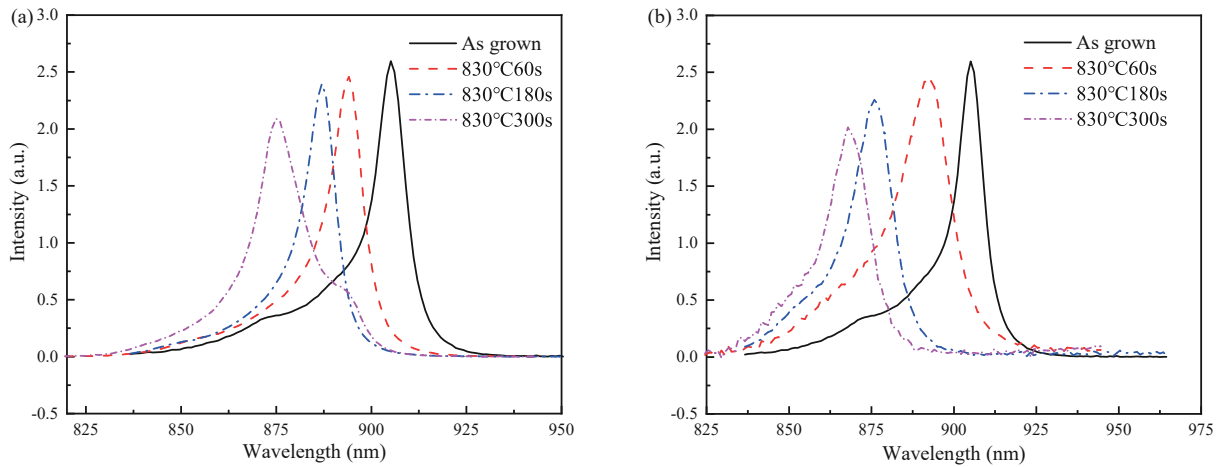 (a)
3.0
2.5
2.0
1.5
1.0
0.5
0.0
-0.5
Intensity (a.u.)
As grown
830℃60s
830℃180s
830℃300s
825 850 875 900 925 950
Wavelength (nm)
(b)
3.0
2.5
2.0
1.5
1.0
0.5
0.0
-0.5
Intensity (a.u.)
As grown
830℃60s
830℃180s
830℃300s
825 850 875 900 925 950 975
Wavelength (nm)